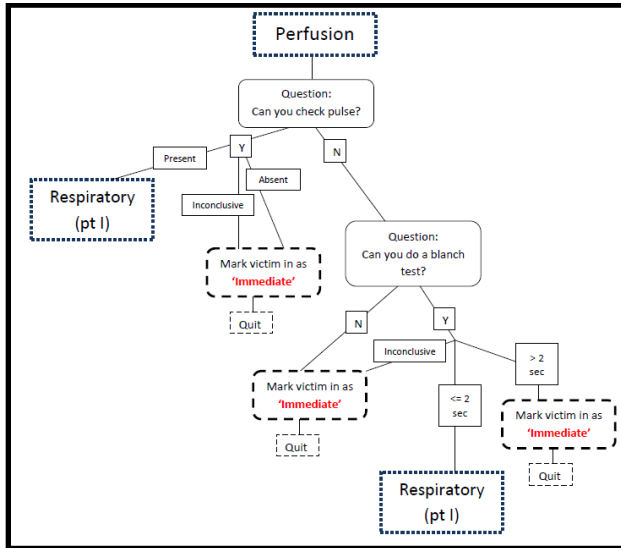 Perfusion
Question:
Can you check pulse?
Present
Y
N
Absent
Respiratory
(pt I)
Inconclusive
Question:
Can you do a blanch
test?
Mark victim in as
‘Immediate’
Quit
N
Y
Inconclusive
> 2
sec
Mark victim in as
‘Immediate’
<= 2
sec
Mark victim in as
‘Immediate’
Quit
Quit
Respiratory
(pt I)